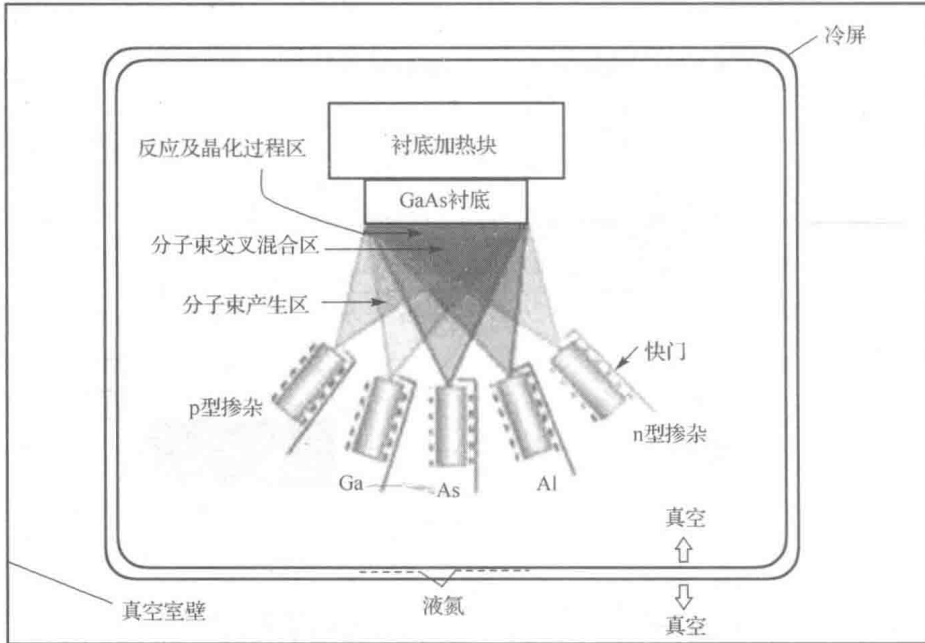 冷屏
衬底加热块
反应及晶化过程区
GaAs衬底
分子束交叉混合区
分子束产生区
快门
p型掺杂
n型掺杂
Ga
As
Al
真空
真空室壁
液氮
真空